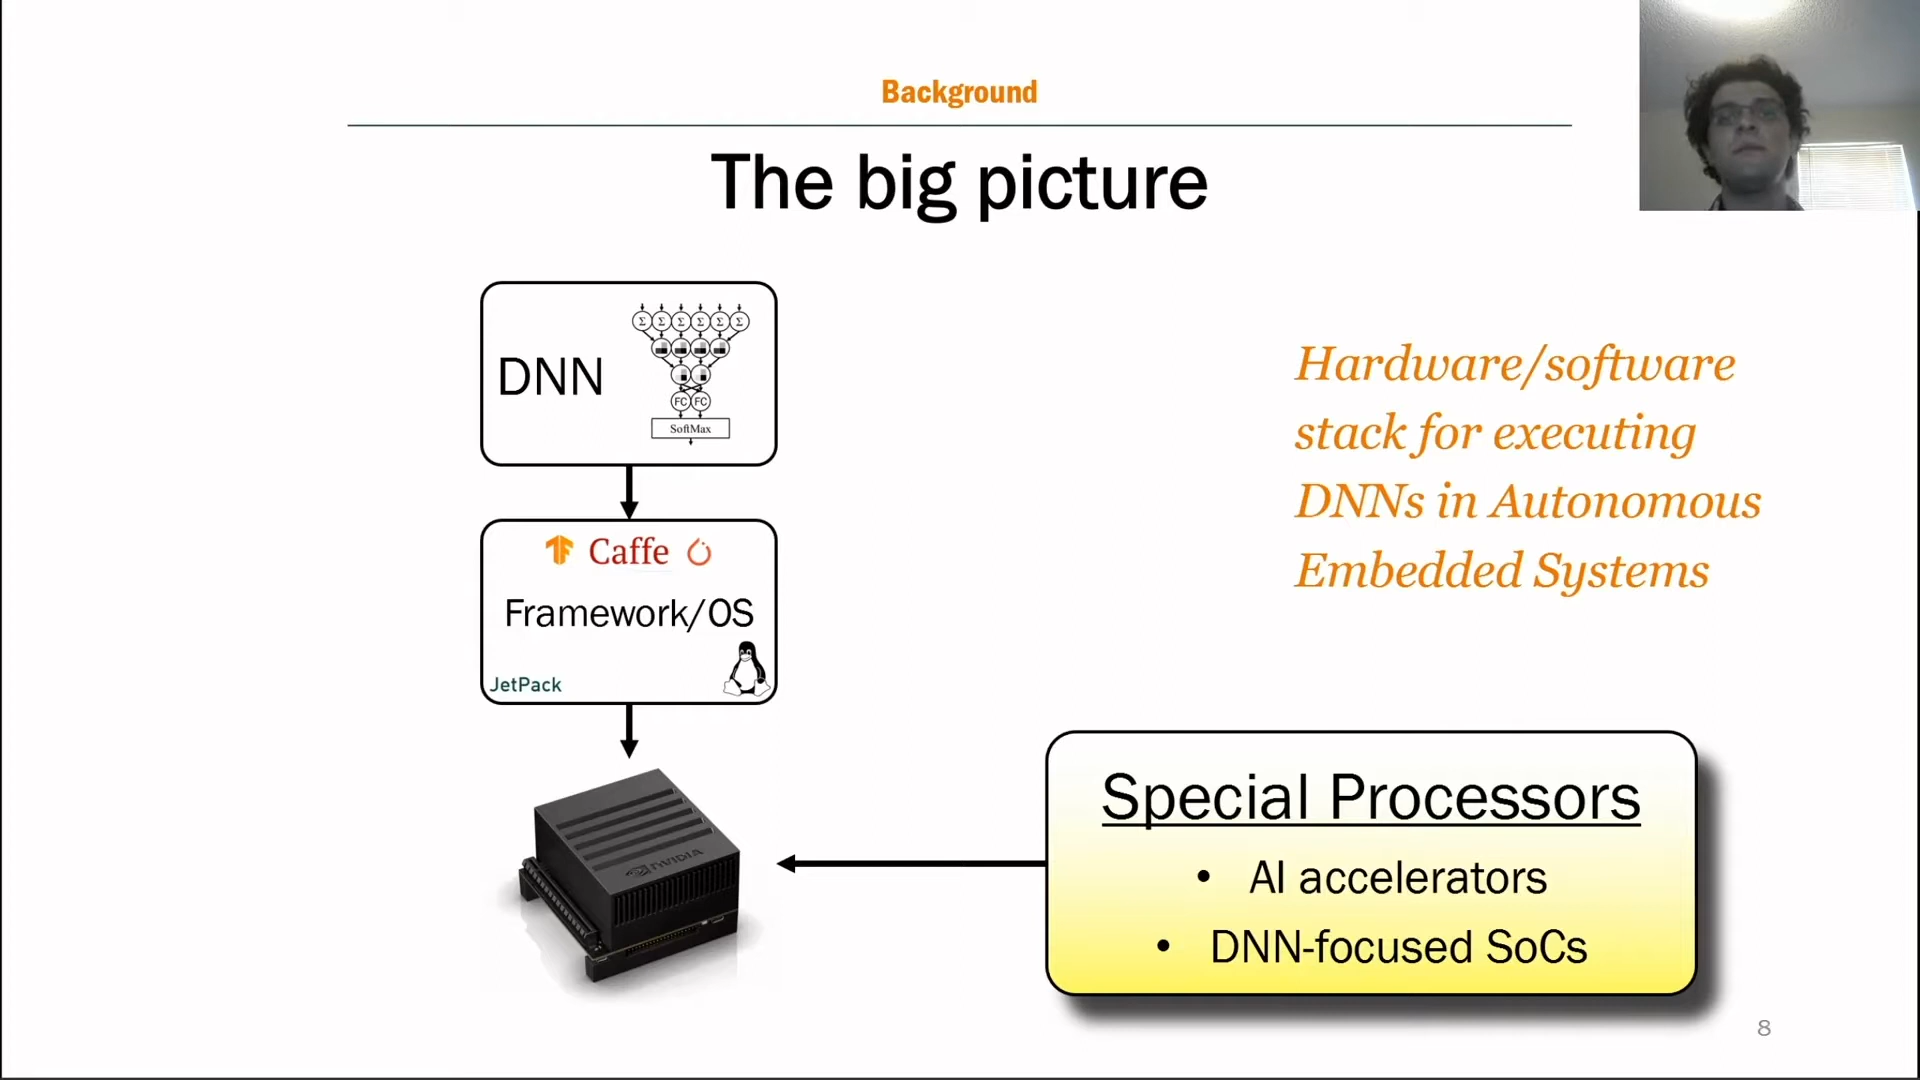 Background
The big picture
DNN
Σ Σ Σ Σ Σ Σ
FC FC
SoftMax
Caffe
Framework/OS
JetPack
NVIDIA
Hardware/software
stack for executing
DNNs in Autonomous
Embedded Systems
Special Processors
• AI accelerators
• DNN-focused SoCs
8